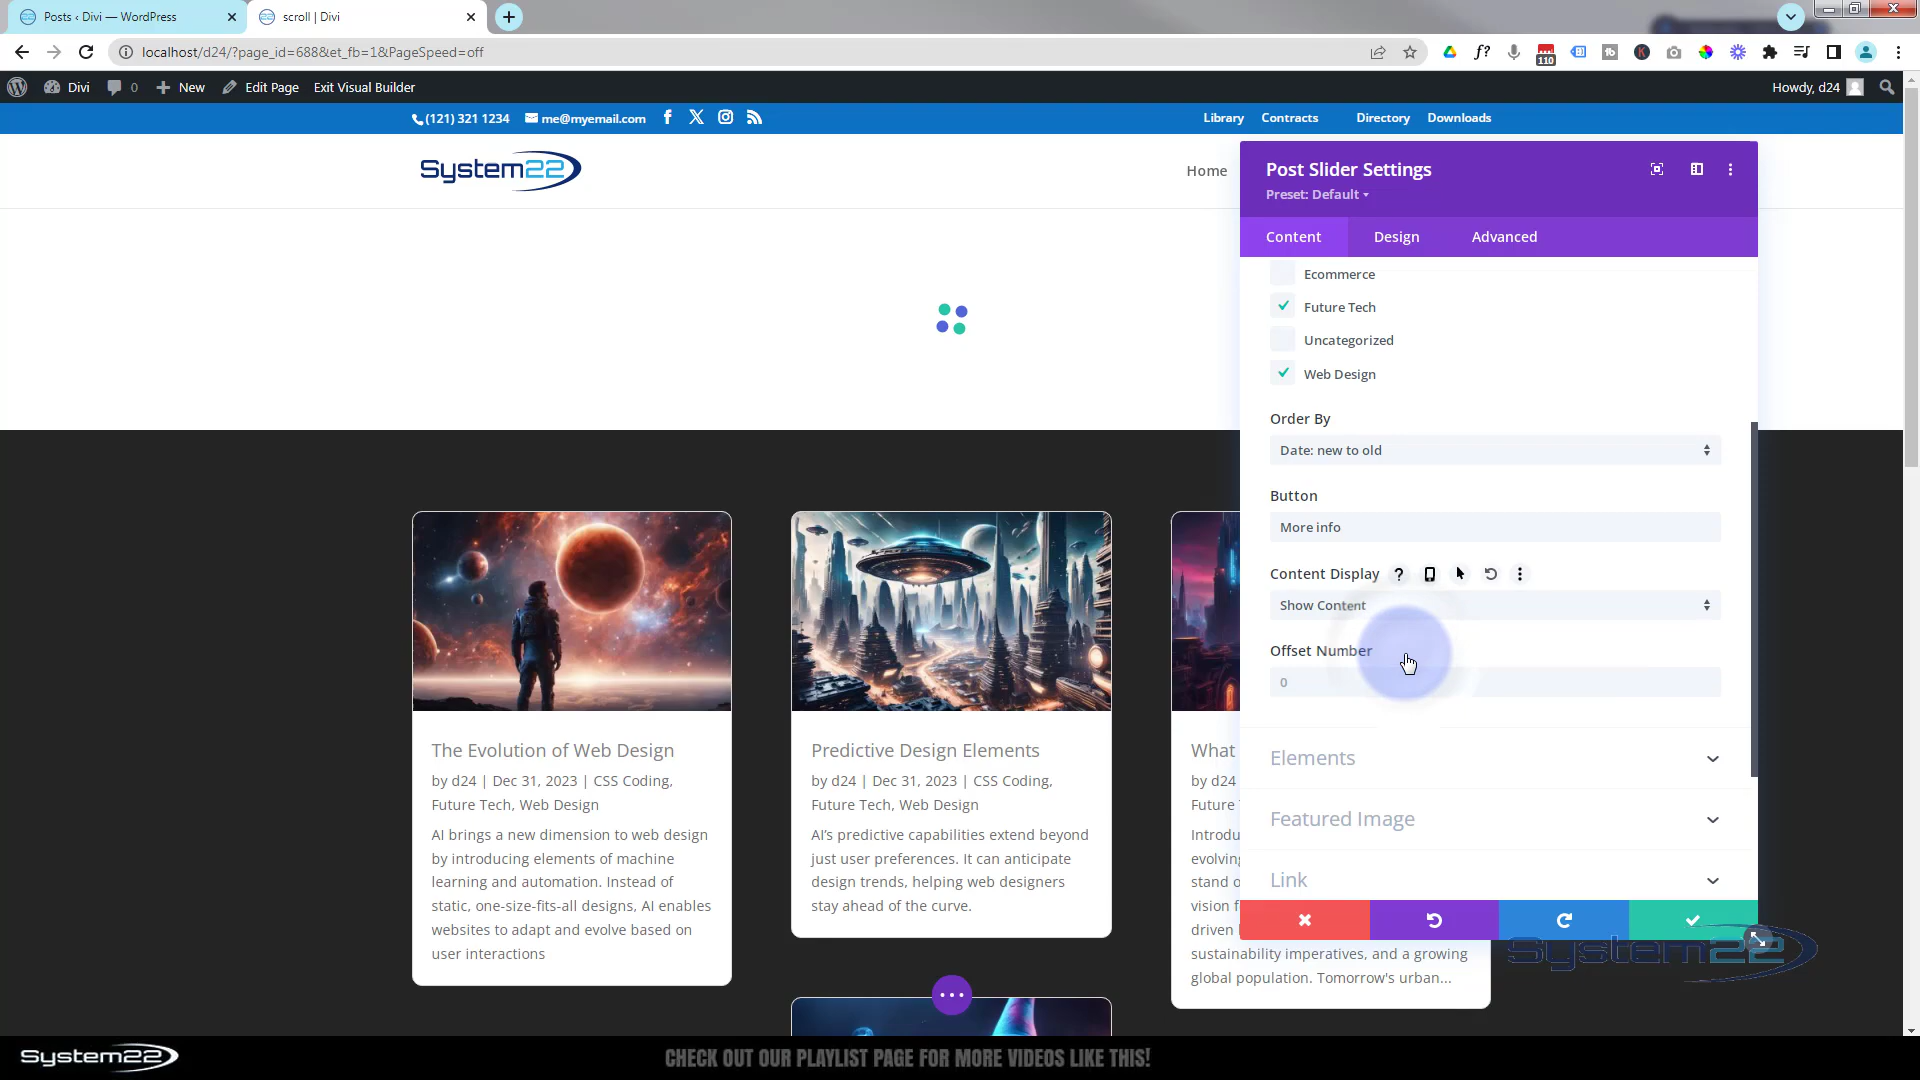 Posts ‹ Divi — WordPress
scroll | Divi
localhost/d24/?page_id=688&et_fb=1&PageSpeed=off
110
Divi
0
New
Edit Page
Exit Visual Builder
Howdy, d24
(121) 321 1234
me@myemail.com
Library
Contracts
Directory
Downloads
System22
Home
Post Slider Settings
Preset: Default
Content
Design
Advanced
Ecommerce
Future Tech
Uncategorized
Web Design
Order By
Date: new to old
Button
More info
Content Display
Show Content
Offset Number
0
Elements
Featured Image
Link
The Evolution of Web Design
by d24 | Dec 31, 2023 | CSS Coding,
Future Tech, Web Design
AI brings a new dimension to web design
by introducing elements of machine
learning and automation. Instead of
static, one-size-fits-all designs, AI enables
websites to adapt and evolve based on
user interactions
Predictive Design Elements
by d24 | Dec 31, 2023 | CSS Coding,
Future Tech, Web Design
AI’s predictive capabilities extend beyond
just user preferences. It can anticipate
design trends, helping web designers
stay ahead of the curve.
What
by d24
Future
Introdu
evolving
stand o
vision f
driven
sustainability imperatives, and a growing
global population. Tomorrow's urban...
System22
System22
CHECK OUT OUR PLAYLIST PAGE FOR MORE VIDEOS LIKE THIS!